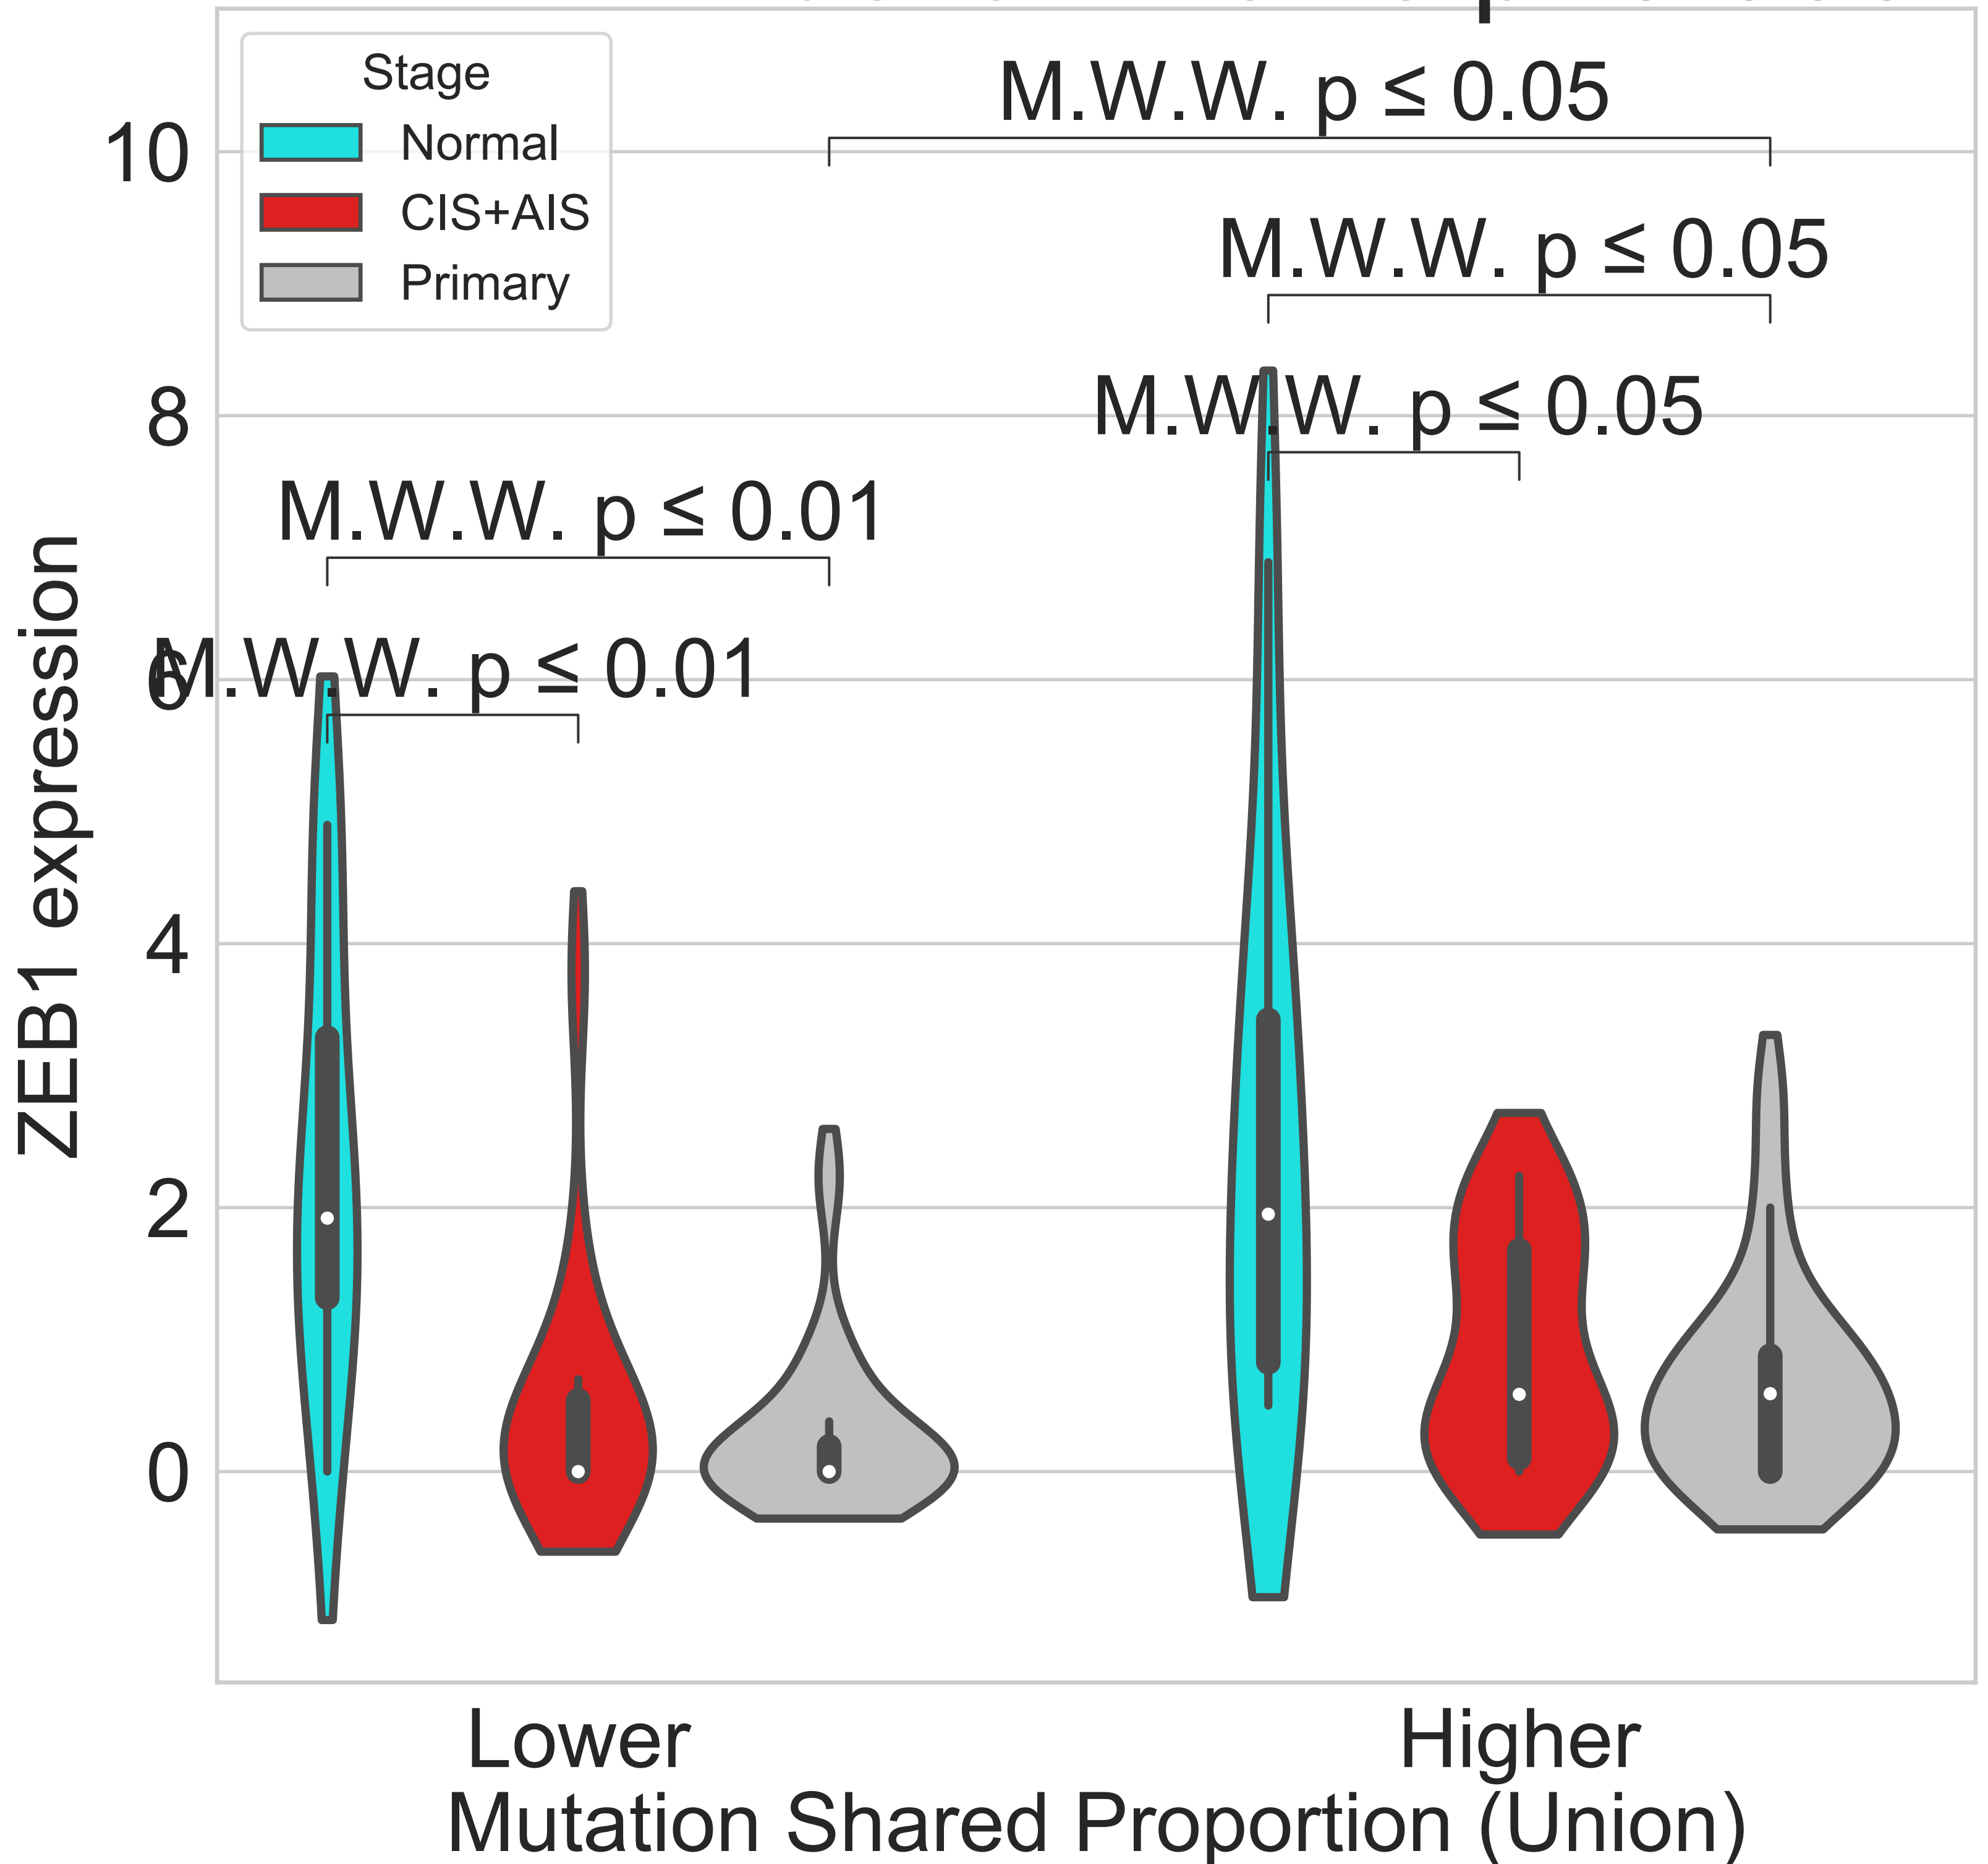 Stage
Normal
CIS+AIS
Primary
M.W.W. p ≤ 0.05
M.W.W. p ≤ 0.05
M.W.W. p ≤ 0.05
M.W.W. p ≤ 0.01
M.W.W. p ≤ 0.01
10
8
6
4
2
0
ZEB1 expression
Lower
Higher
Mutation Shared Proportion (Union)